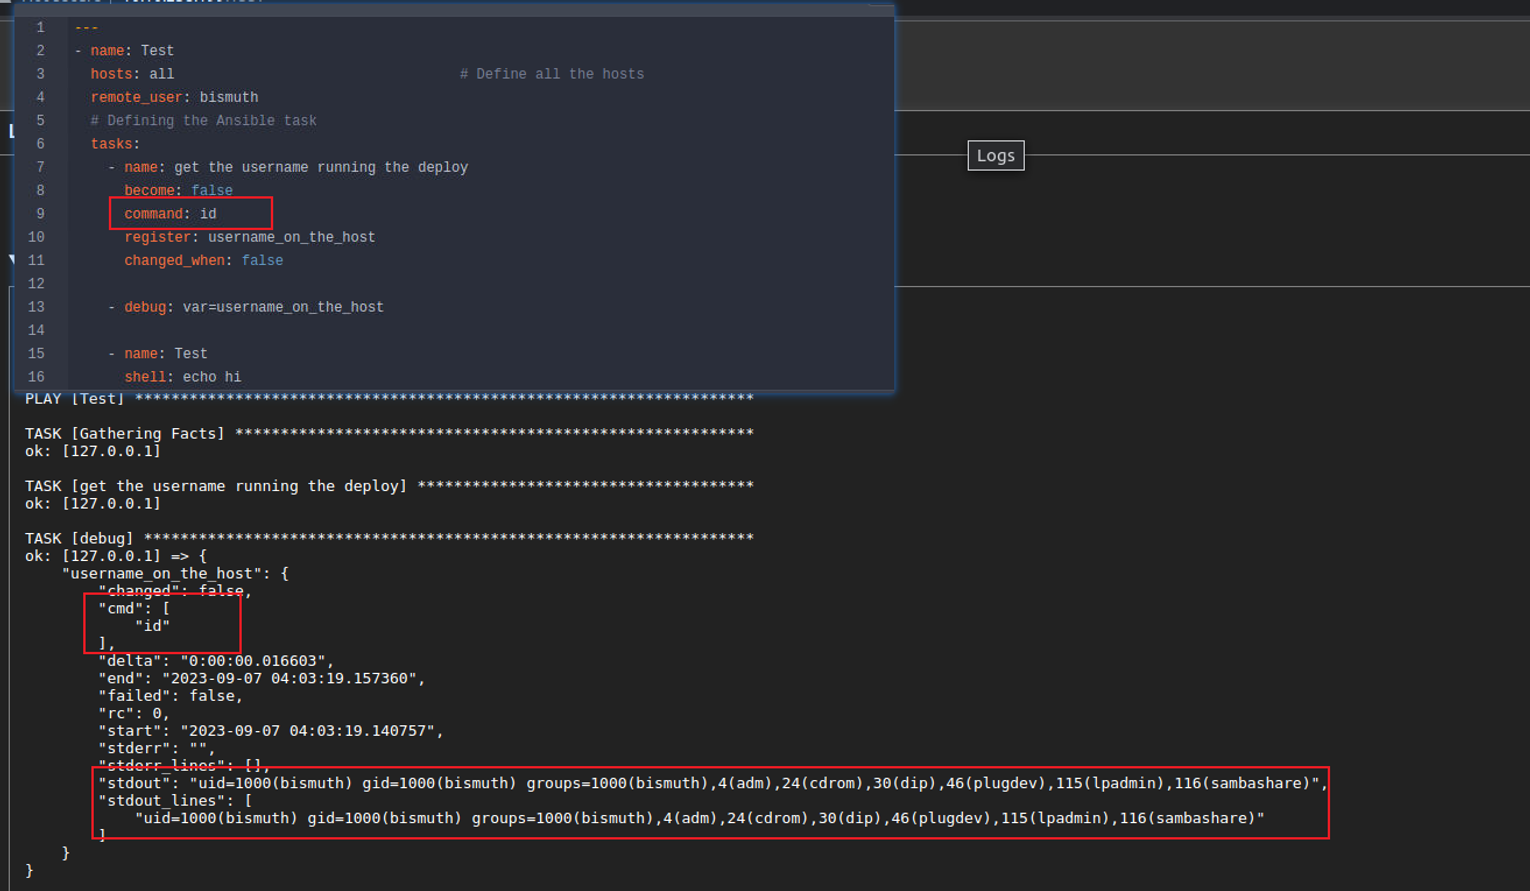 1 ---
2 - name: Test
3 hosts: all # Define all the hosts
4 remote_user: bismuth
5 # Defining the Ansible task
6 tasks:
7 - name: get the username running the deploy
8 become: false
9 command: id
10 register: username_on_the_host
11 changed_when: false
12
13 - debug: var=username_on_the_host
14
15 - name: Test
16 shell: echo hi
Logs
PLAY [Test] ********************************************************************
TASK [Gathering Facts] *********************************************************
ok: [127.0.0.1]
TASK [get the username running the deploy] *************************************
ok: [127.0.0.1]
TASK [debug] *******************************************************************
ok: [127.0.0.1] => {
"username_on_the_host": {
"changed": false,
"cmd": [
"id"
],
"delta": "0:00:00.016603",
"end": "2023-09-07 04:03:19.157360",
"failed": false,
"rc": 0,
"start": "2023-09-07 04:03:19.140757",
"stderr": "",
"stderr_lines": [],
"stdout": "uid=1000(bismuth) gid=1000(bismuth) groups=1000(bismuth),4(adm),24(cdrom),30(dip),46(plugdev),115(lpadmin),116(sambashare)",
"stdout_lines": [
"uid=1000(bismuth) gid=1000(bismuth) groups=1000(bismuth),4(adm),24(cdrom),30(dip),46(plugdev),115(lpadmin),116(sambashare)"
]
}
}